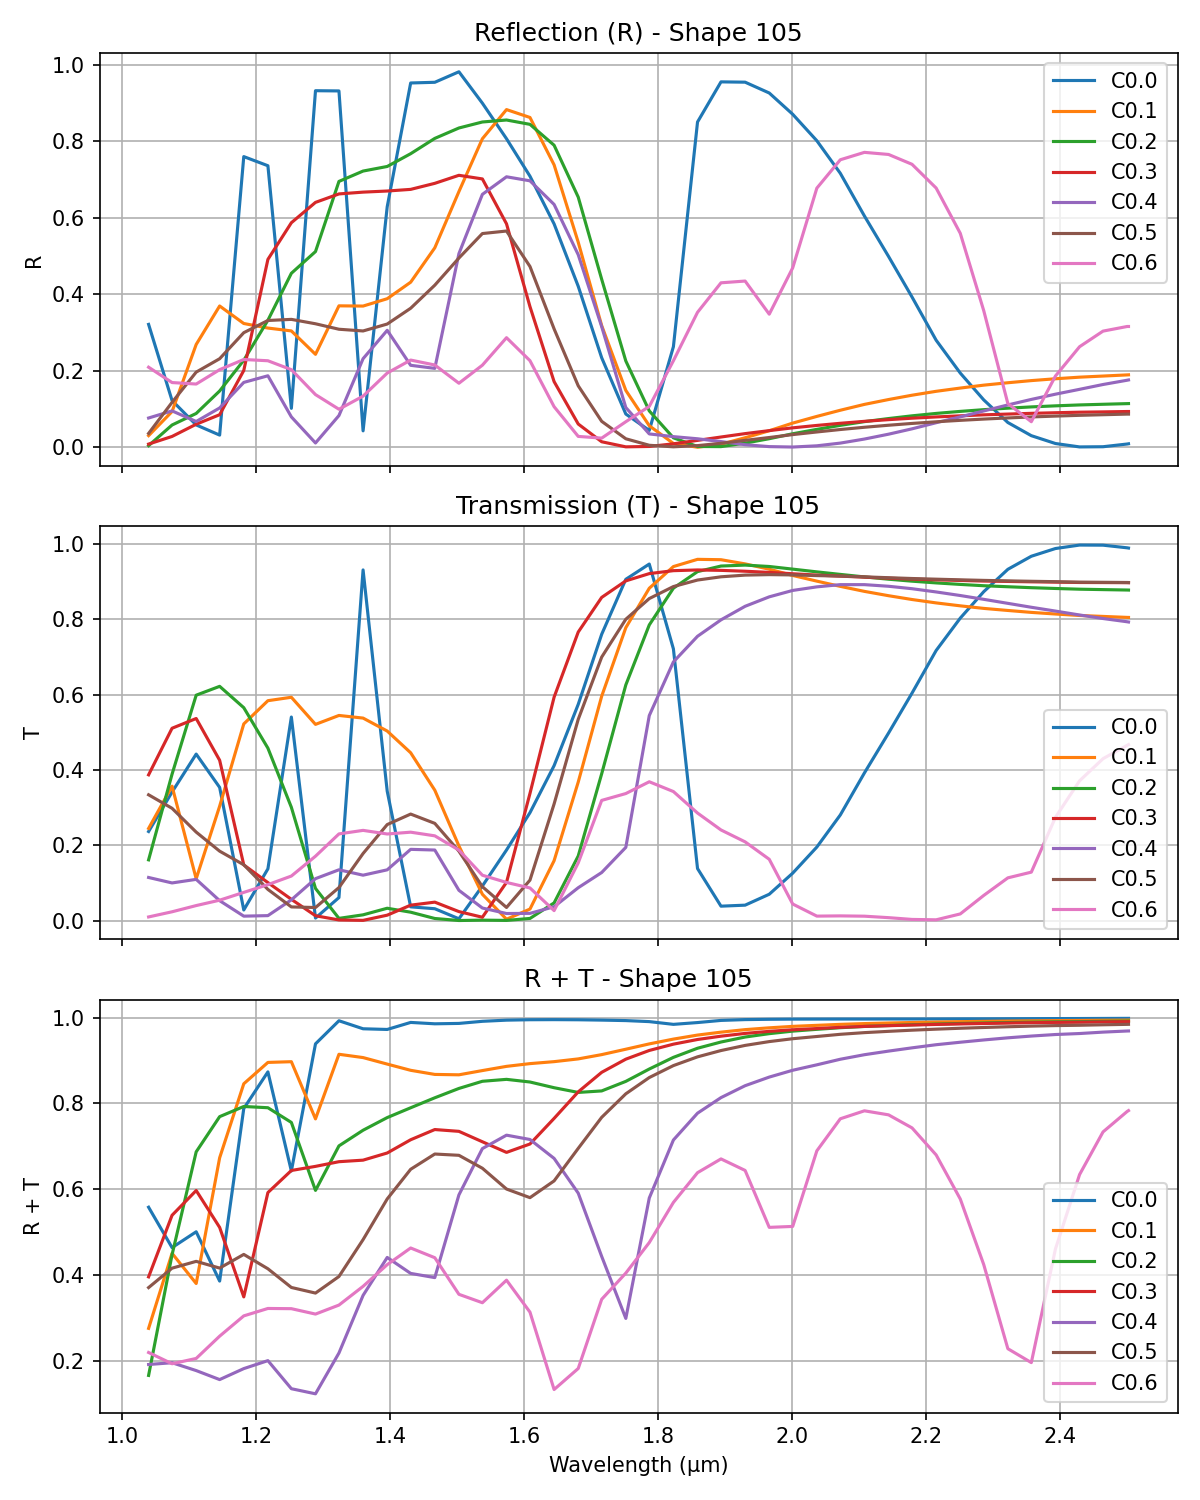 Reflection (R) - Shape 105
1.0
0.8
0.6
0.4
0.2
0.0
R
C0.0
C0.1
C0.2
C0.3
C0.4
C0.5
C0.6
Transmission (T) - Shape 105
1.0
0.8
0.6
0.4
0.2
0.0
T
C0.0
C0.1
C0.2
C0.3
C0.4
C0.5
C0.6
R + T - Shape 105
1.0
0.8
0.6
0.4
0.2
R + T
C0.0
C0.1
C0.2
C0.3
C0.4
C0.5
C0.6
1.0 1.2 1.4 1.6 1.8 2.0 2.2 2.4
Wavelength (μm)